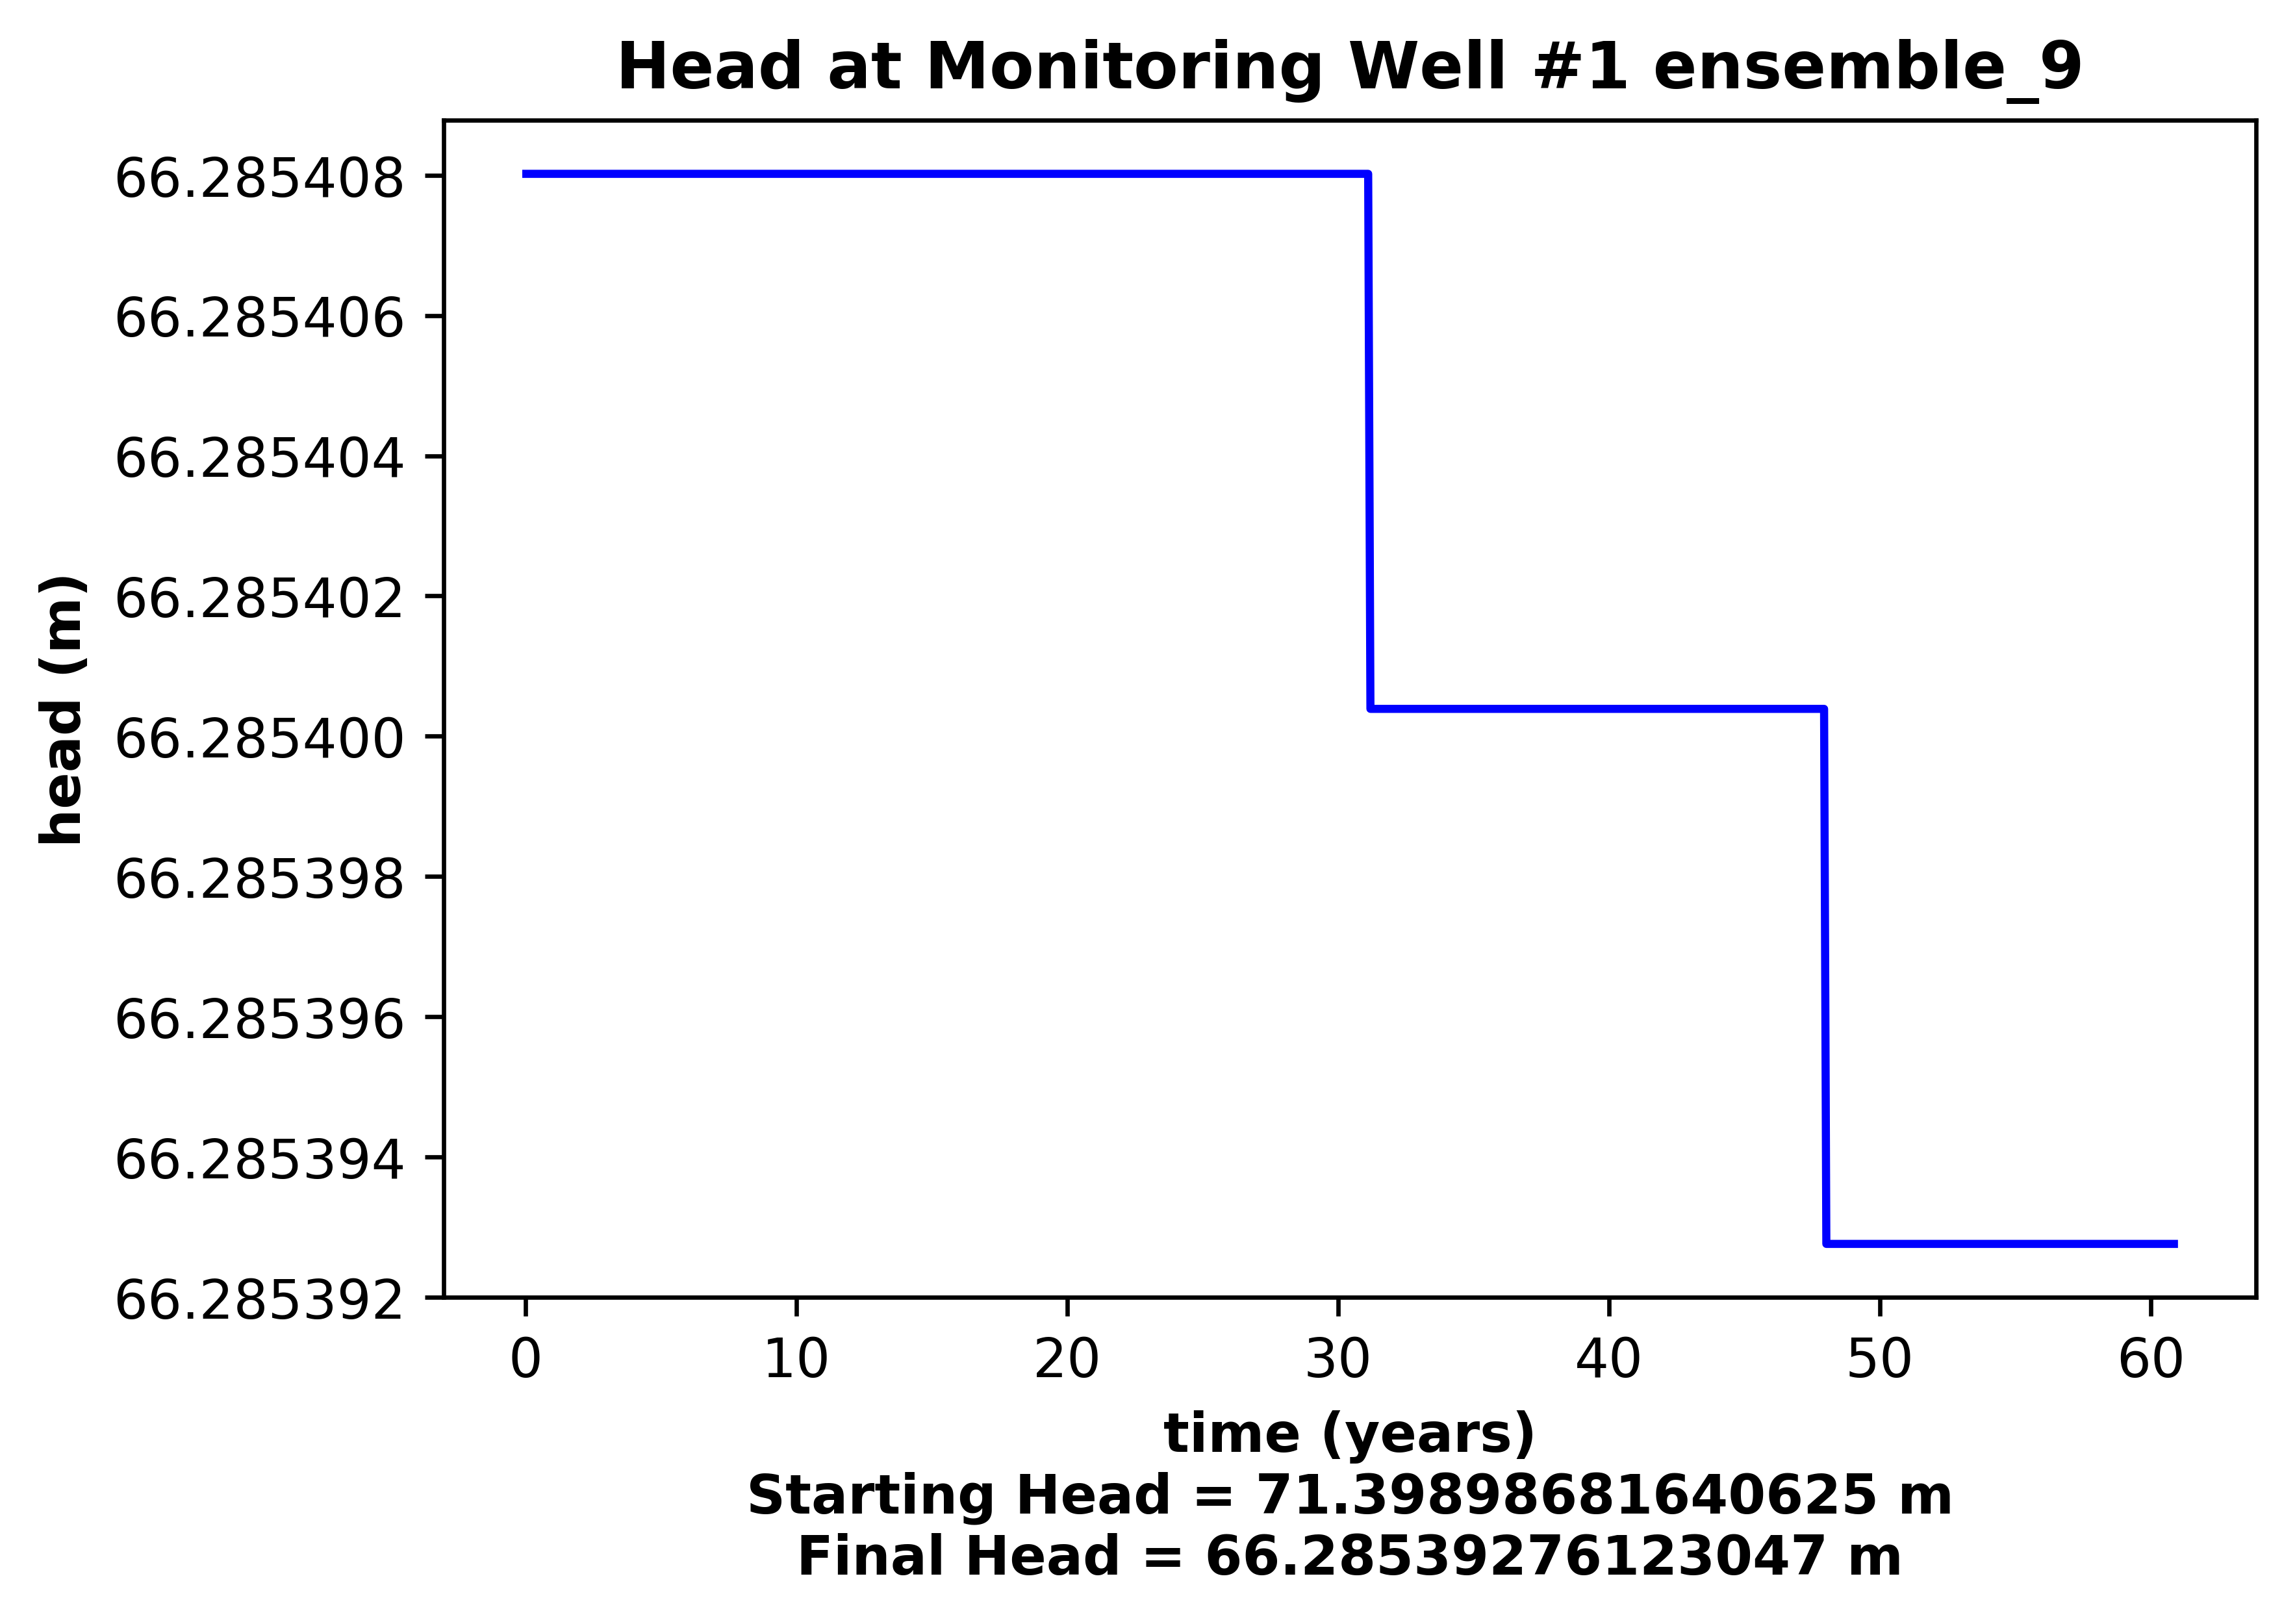 Head at Monitoring Well #1 ensemble_9
66.285408
66.285406
66.285404
66.285402
66.285400
66.285398
66.285396
66.285394
66.285392
head (m)
0 10 20 30 40 50 60
time (years)
Starting Head = 71.39898681640625 m
Final Head = 66.28539276123047 m